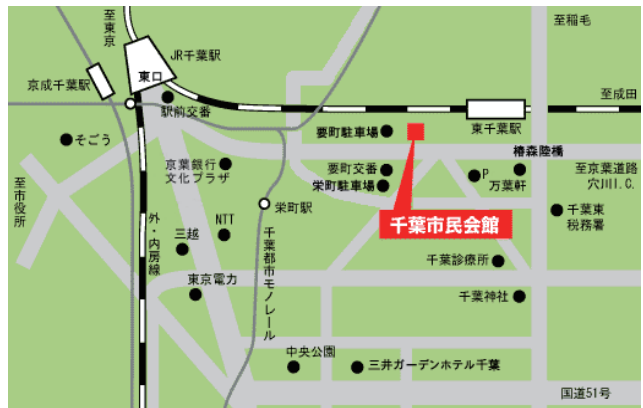 至東京
JR千葉駅
東口
京成千葉駅
駅前交番
至稲毛
至成田
東千葉駅
要町駐車場
そごう
京葉銀行
文化プラザ
要町交番
栄町駐車場
椿森陸橋
P
万葉軒
至京葉道路
穴川I.C.
至市役所
栄町駅
千葉市民会館
千葉東
税務署
外・内房線
NTT
三越
千葉都市モノレール
千葉診療所
東京電力
千葉神社
中央公園
三井ガーデンホテル千葉
国道51号